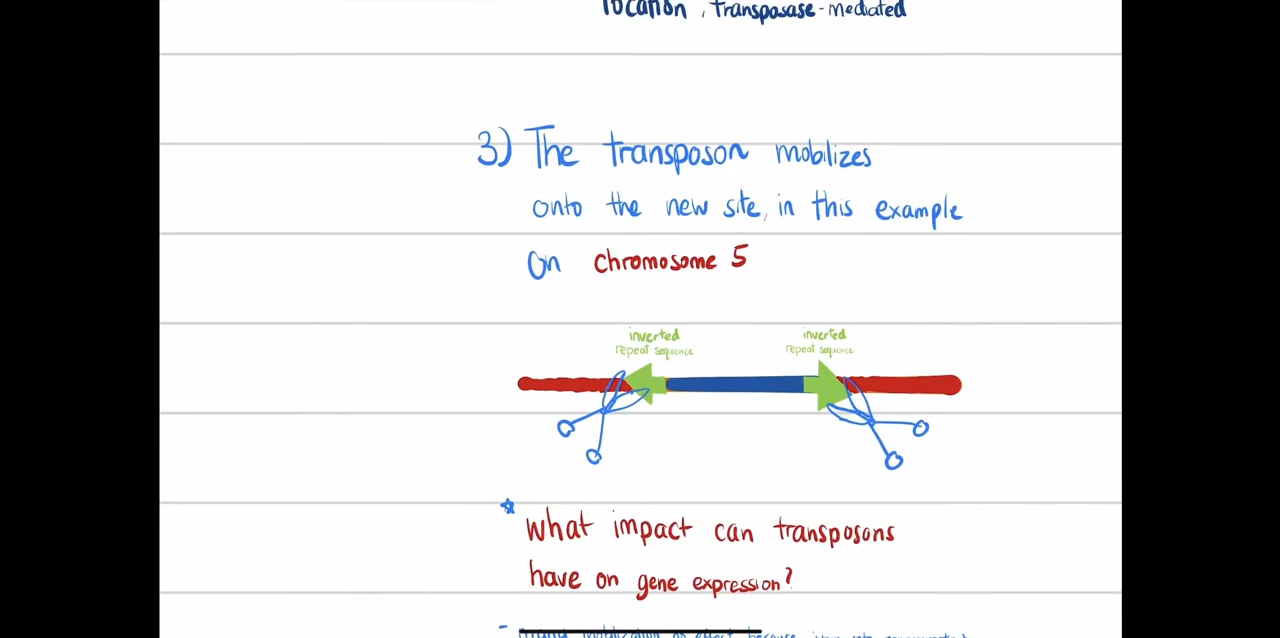 location, transposase-mediated
3) The transposon mobilizes
onto the new site, in this example
On chromosome 5
inverted
repeat sequence
inverted
repeat sequence
What impact can transposons
have on gene expression?